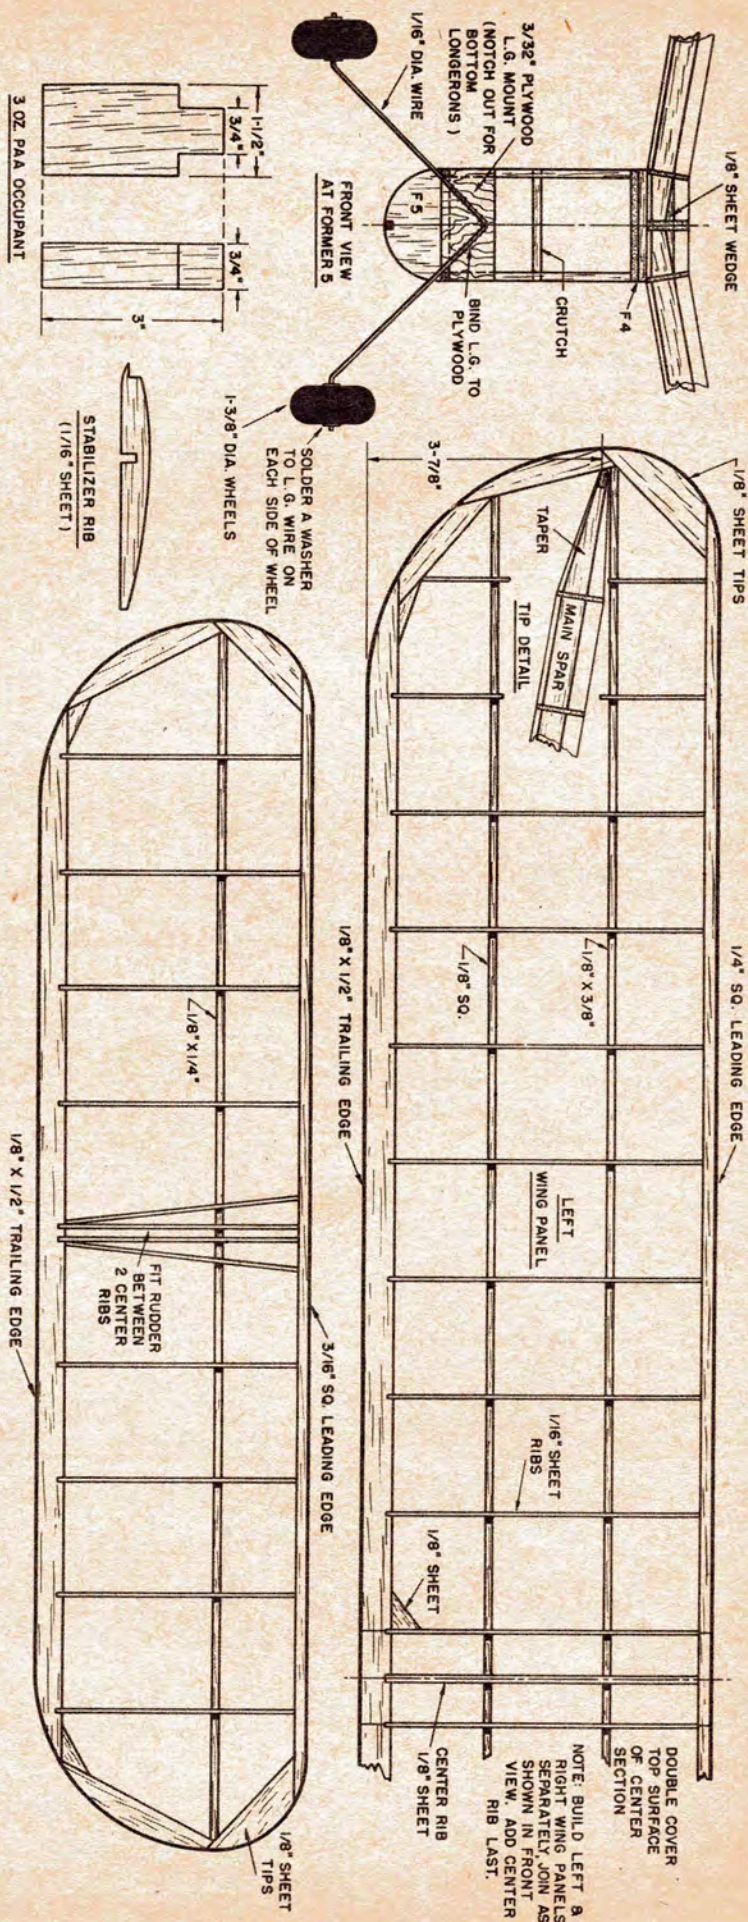 1/8" SHEET WEDGE
3/32" PLYWOOD
L.G. MOUNT
(NOTCH OUT FOR
BOTTOM
LONGERONS )
1/16" DIA. WIRE
F4
CRUTCH
BIND L.G. TO
PLYWOOD
F5
FRONT VIEW
AT FORMER 5
SOLDER A WASHER
TO L.G. WIRE ON
EACH SIDE OF WHEEL
1-3/8" DIA. WHEELS
1-1/2"
3/4"
3/4"
3"
3 OZ. PAA OCCUPANT
STABILIZER RIB
(1/16" SHEET)
1/8" SHEET TIPS
3-7/8"
TAPER
MAIN SPAR
TIP DETAIL
1/4" SQ. LEADING EDGE
1/8" X 3/8"
1/8" SQ.
1/8" X 1/2" TRAILING EDGE
LEFT
WING PANEL
1/16" SHEET
RIBS
1/8" SHEET
DOUBLE COVER
TOP SURFACE
OF CENTER
SECTION
NOTE: BUILD LEFT &
RIGHT WING PANELS
SEPARATELY, JOIN AS
SHOWN IN FRONT
VIEW. ADD CENTER
RIB LAST.
CENTER RIB
1/8" SHEET
1/8" X 1/4"
FIT RUDDER
BETWEEN
2 CENTER
RIBS
3/16" SQ. LEADING EDGE
1/8" X 1/2" TRAILING EDGE
1/8" SHEET
TIPS